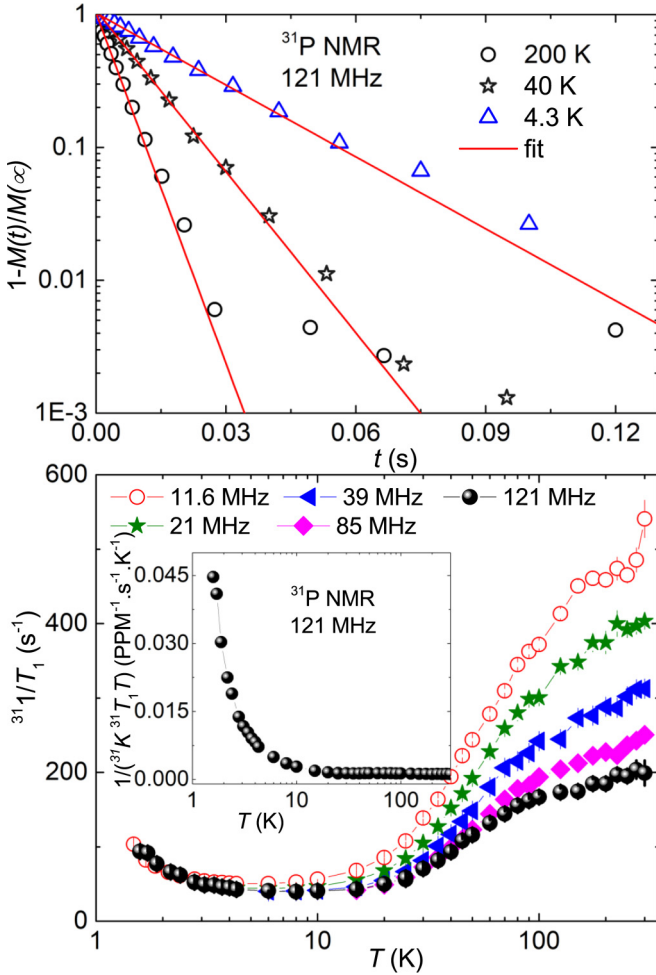 1
0.1
0.01
1E-3
1-M(t)/M(∝)
³¹P NMR
121 MHz
200 K
40 K
4.3 K
fit
0.00 0.03 0.06 0.09 0.12
t (s)
600
400
200
0
³¹1/T₁ (s⁻¹)
11.6 MHz 39 MHz 121 MHz
21 MHz 85 MHz
0.045
0.030
0.015
0.000
1/(³¹K ³¹T₁T) (PPM⁻¹.s⁻¹.K⁻¹)
³¹P NMR
121 MHz
1 10 100
T (K)
1 10 100
T (K)